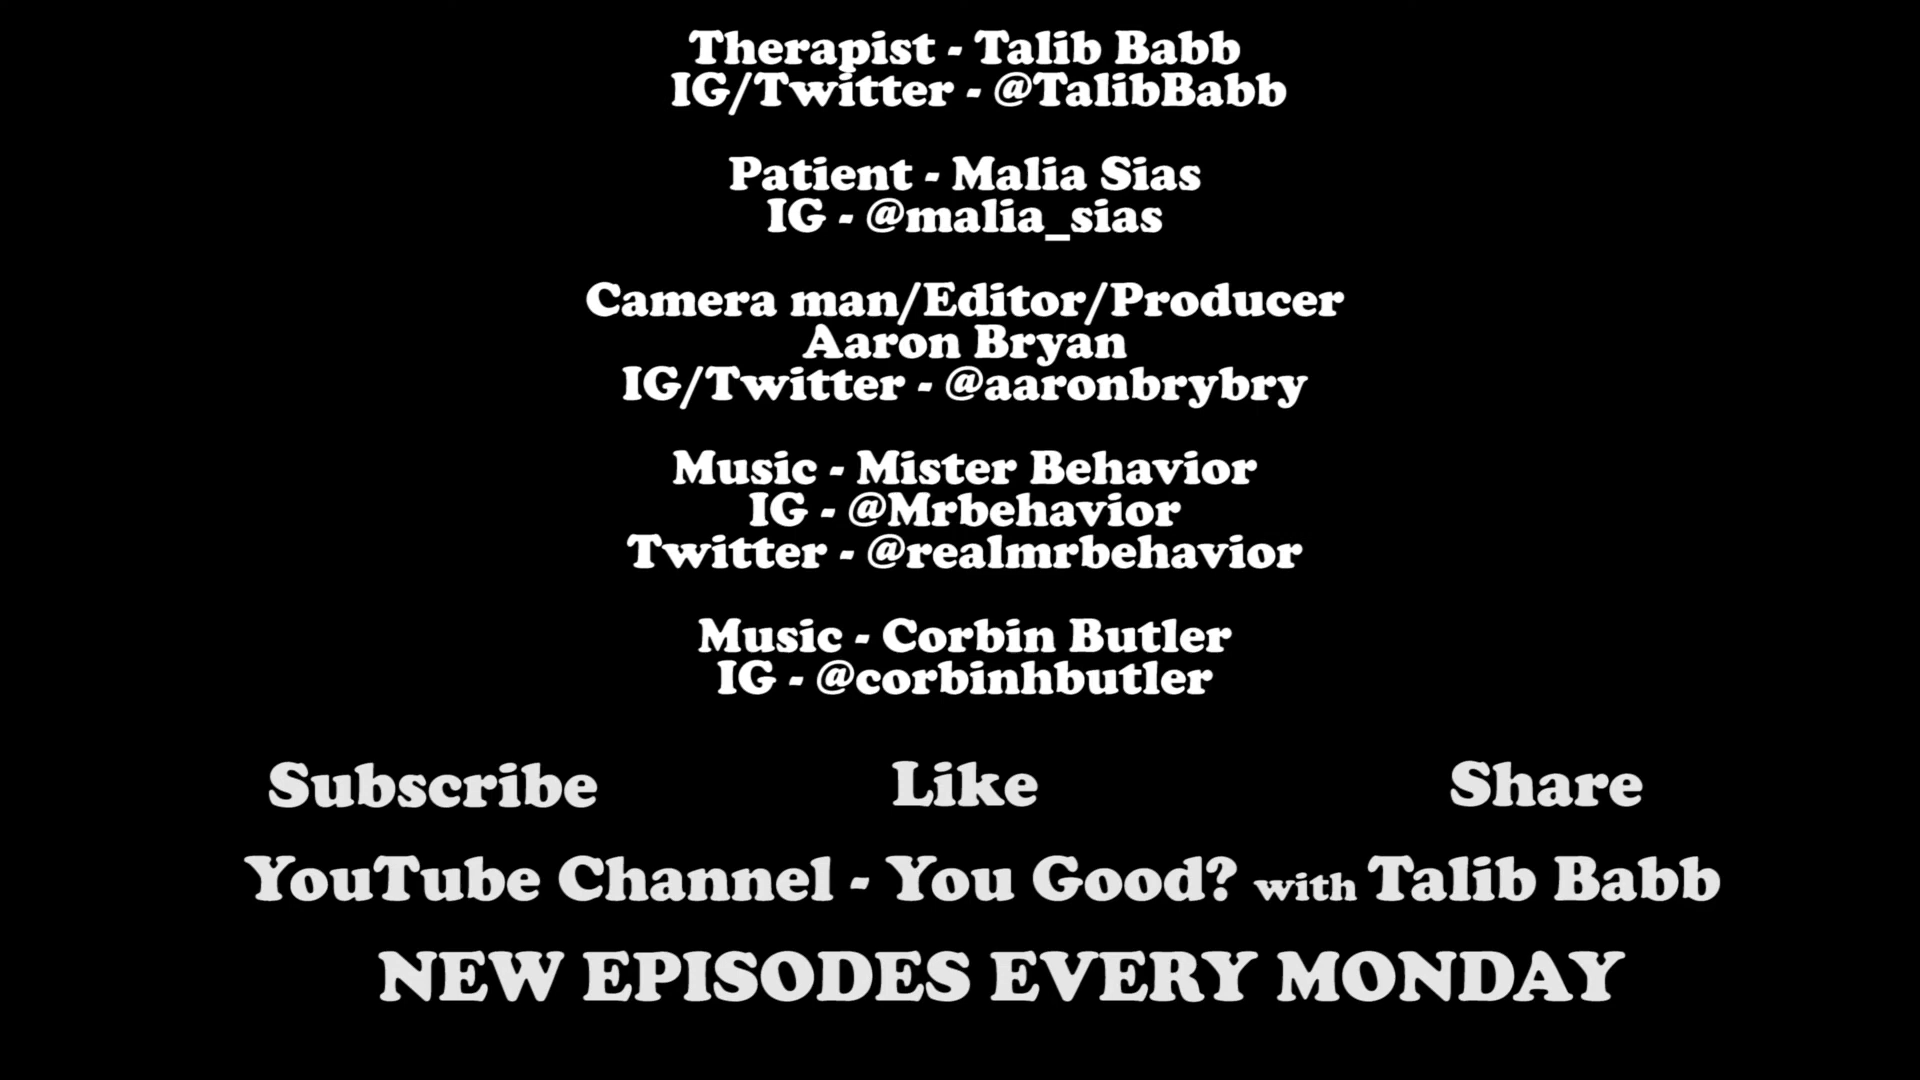 Therapist - Talib Babb
IG/Twitter - @TalibBabb
Patient - Malia Sias
IG - @malia_sias
Camera man/Editor/Producer
Aaron Bryan
IG/Twitter - @aaronbrybry
Music - Mister Behavior
IG - @Mrbehavior
Twitter - @realmrbehavior
Music - Corbin Butler
IG - @corbinhbutler
Subscribe Like Share
YouTube Channel - You Good? with Talib Babb
NEW EPISODES EVERY MONDAY